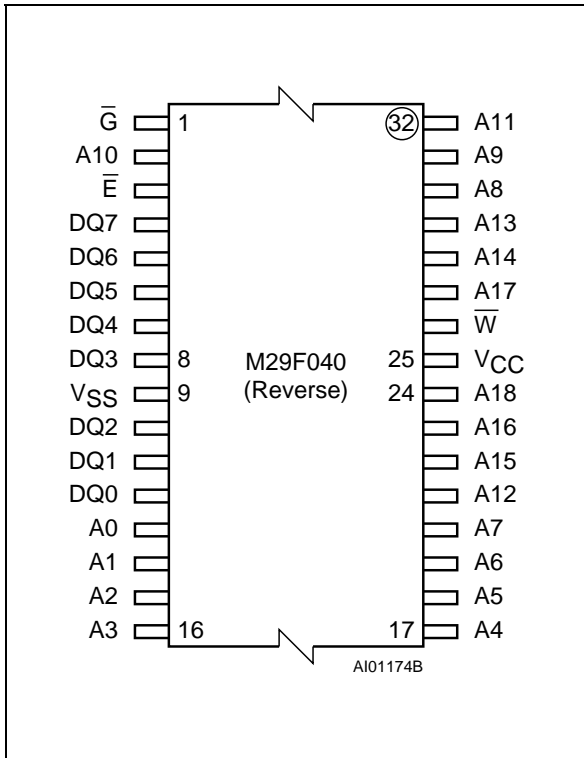 G̅ 1 32 A11
A10 A9
E̅ A8
DQ7 A13
DQ6 A14
DQ5 A17
DQ4 W̅
DQ3 8 M29F040 25 VCC
VSS 9 (Reverse) 24 A18
DQ2 A16
DQ1 A15
DQ0 A12
A0 A7
A1 A6
A2 A5
A3 16 17 A4
AI01174B